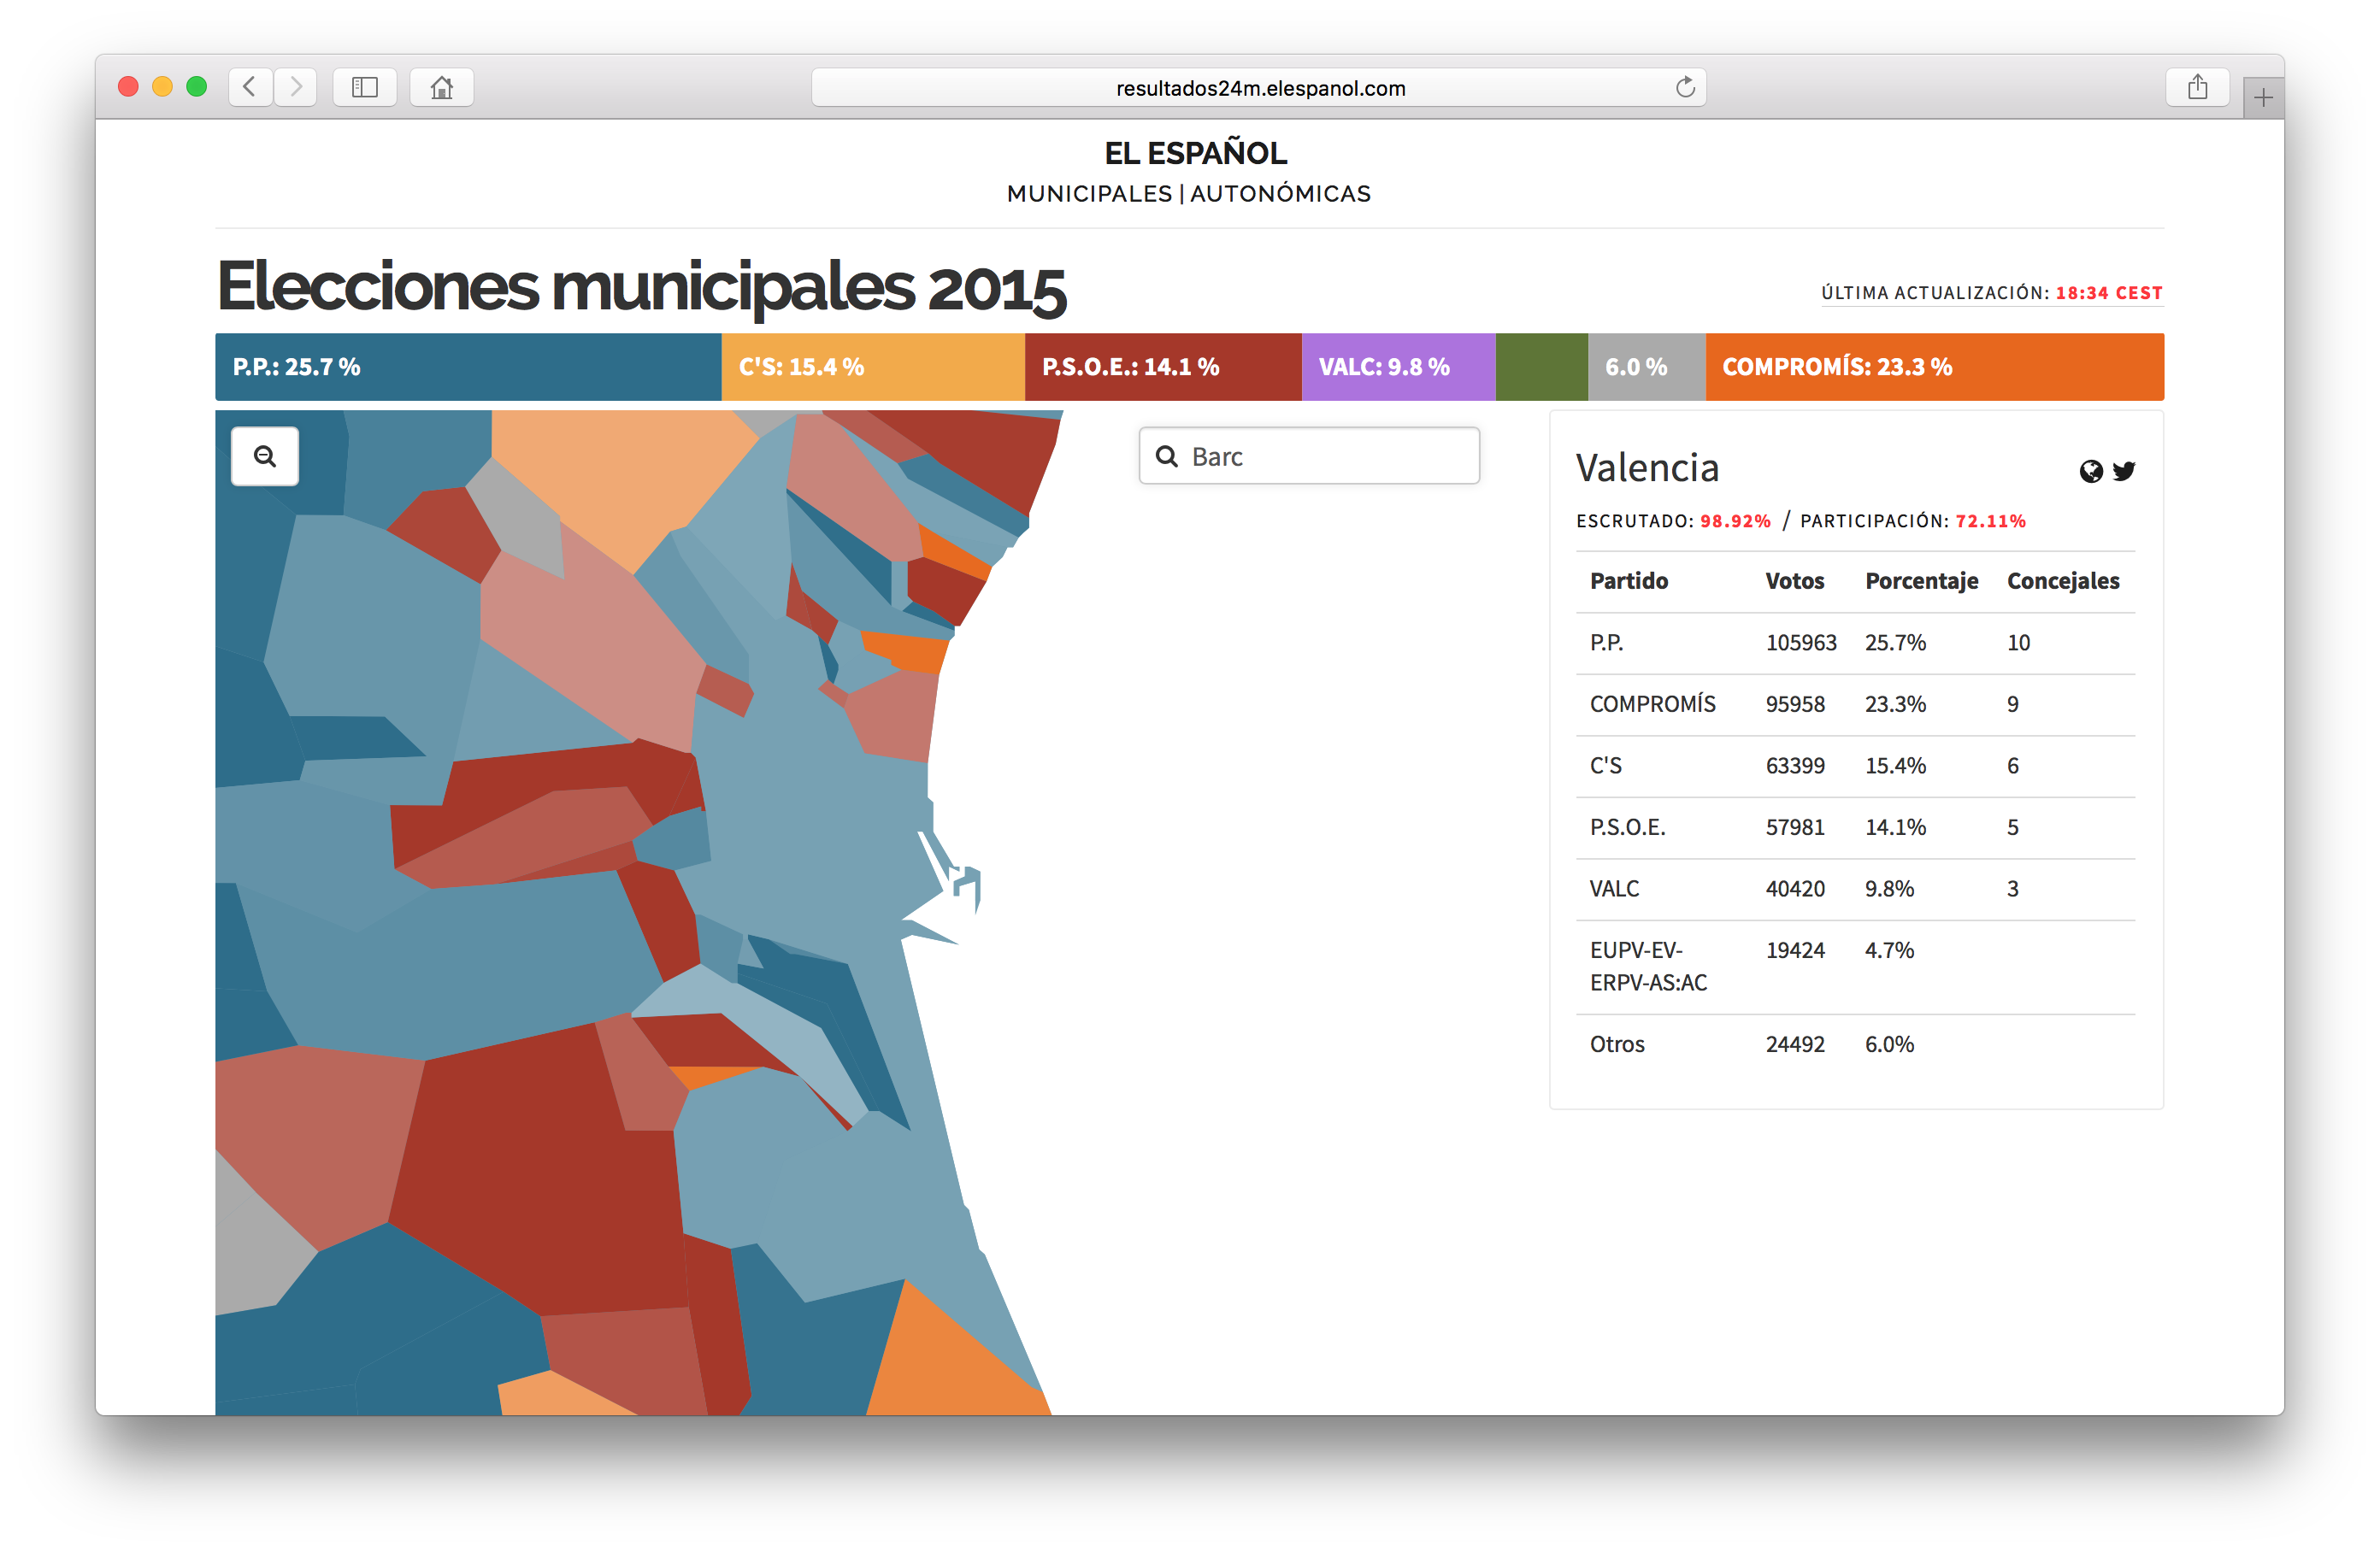 resultados24m.elespanol.com
EL ESPAÑOL
MUNICIPALES | AUTONÓMICAS
Elecciones municipales 2015
ÚLTIMA ACTUALIZACIÓN: 18:34 CEST
P.P.: 25.7 % C'S: 15.4 % P.S.O.E.: 14.1 % VALC: 9.8 % 6.0 % COMPROMÍS: 23.3 %
Barc
Valencia
ESCRUTADO: 98.92% / PARTICIPACIÓN: 72.11%
Partido Votos Porcentaje Concejales
P.P. 105963 25.7% 10
COMPROMÍS 95958 23.3% 9
C'S 63399 15.4% 6
P.S.O.E. 57981 14.1% 5
VALC 40420 9.8% 3
EUPV-EV- 19424 4.7%
ERPV-AS:AC
Otros 24492 6.0%